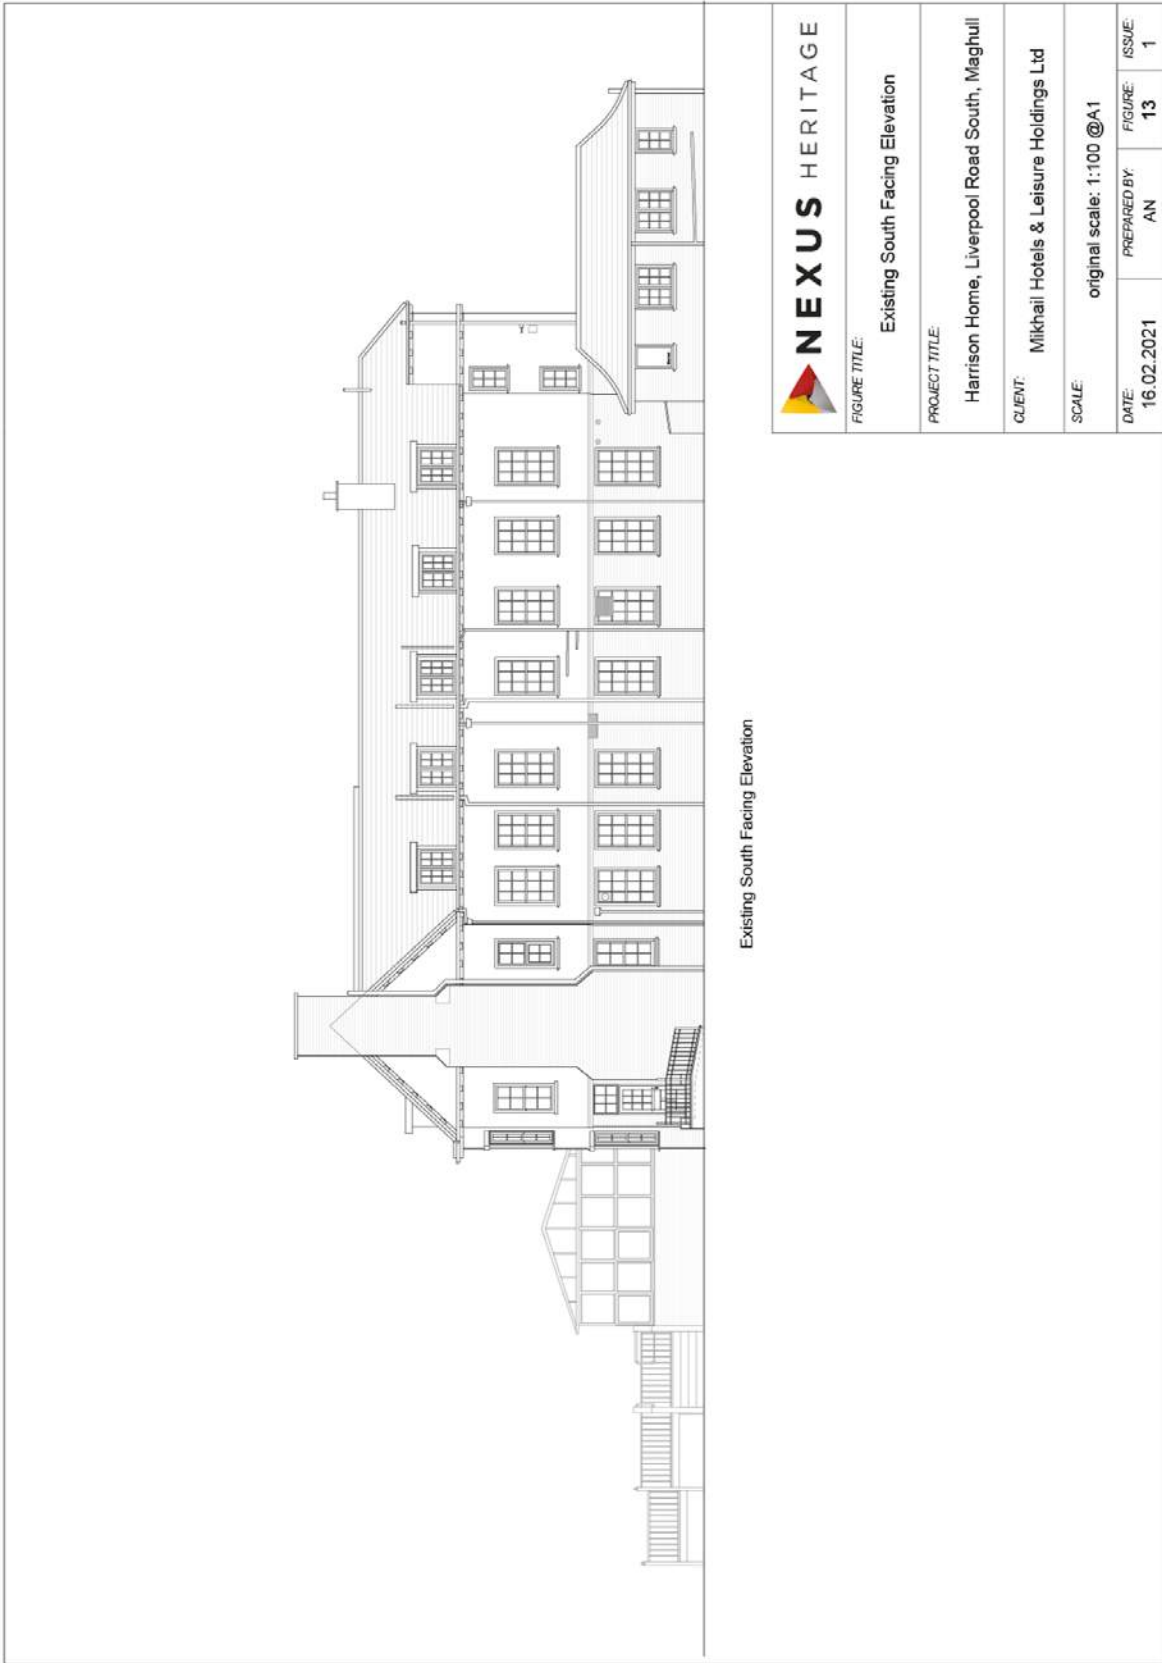 Existing South Facing Elevation
NEXUS HERITAGE
FIGURE TITLE:
Existing South Facing Elevation
PROJECT TITLE:
Harrison Home, Liverpool Road South, Maghull
CLIENT:
Mikhail Hotels & Leisure Holdings Ltd
SCALE:
original scale: 1:100 @A1
DATE:
16.02.2021
PREPARED BY:
AN
FIGURE:
13
ISSUE:
1